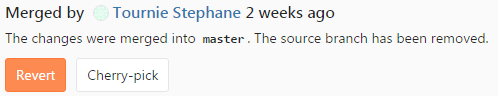 Merged by Tournie Stephane 2 weeks ago
The changes were merged into master. The source branch has been removed.
Revert Cherry-pick